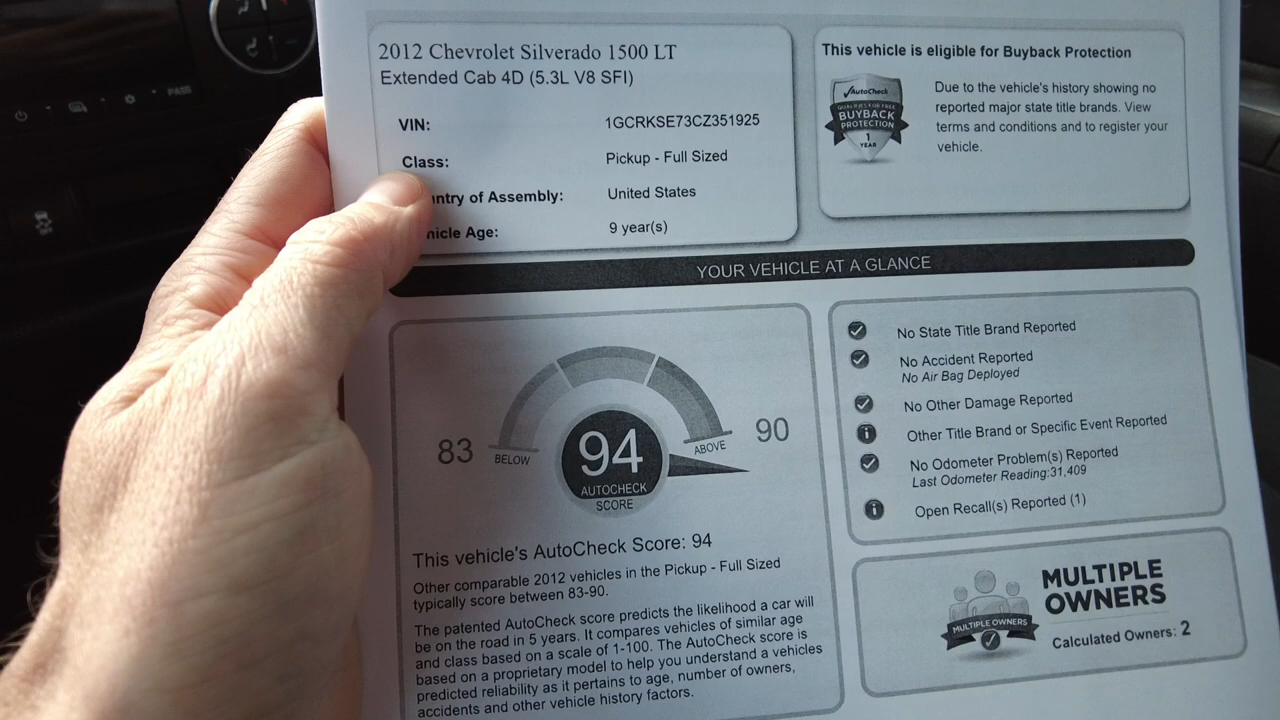 PASS
2012 Chevrolet Silverado 1500 LT
Extended Cab 4D (5.3L V8 SFI)
VIN: 1GCRKSE73CZ351925
Class: Pickup - Full Sized
ntry of Assembly: United States
icle Age: 9 year(s)
This vehicle is eligible for Buyback Protection
AutoCheck
QUALIFIES FOR FREE
BUYBACK
PROTECTION
1
YEAR
Due to the vehicle's history showing no
reported major state title brands. View
terms and conditions and to register your
vehicle.
YOUR VEHICLE AT A GLANCE
83
BELOW
94
AUTOCHECK
SCORE
ABOVE
90
This vehicle's AutoCheck Score: 94
Other comparable 2012 vehicles in the Pickup - Full Sized
typically score between 83-90.
The patented AutoCheck score predicts the likelihood a car will
be on the road in 5 years. It compares vehicles of similar age
and class based on a scale of 1-100. The AutoCheck score is
based on a proprietary model to help you understand a vehicles
predicted reliability as it pertains to age, number of owners,
accidents and other vehicle history factors.
No State Title Brand Reported
No Accident Reported
No Air Bag Deployed
No Other Damage Reported
Other Title Brand or Specific Event Reported
No Odometer Problem(s) Reported
Last Odometer Reading:31,409
Open Recall(s) Reported (1)
MULTIPLE OWNERS
MULTIPLE
OWNERS
Calculated Owners: 2